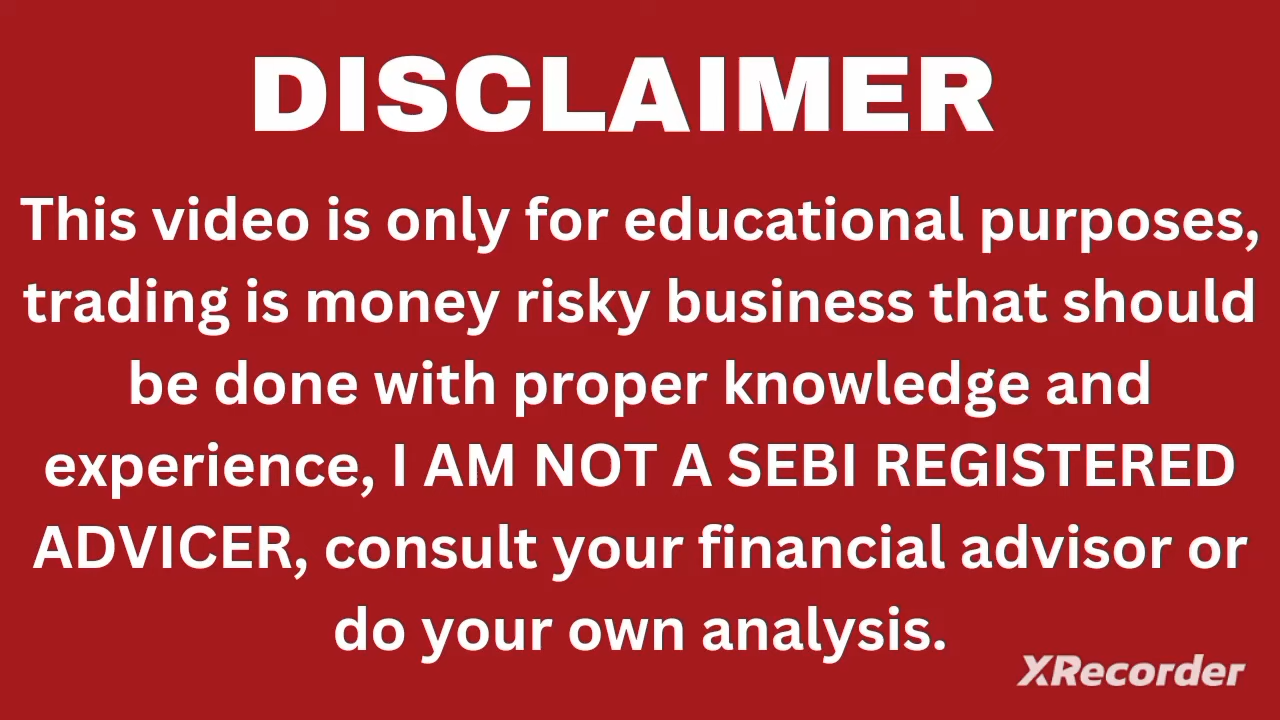 DISCLAIMER
This video is only for educational purposes,
trading is money risky business that should
be done with proper knowledge and
experience, I AM NOT A SEBI REGISTERED
ADVICER, consult your financial advisor or
do your own analysis.
XRecorder